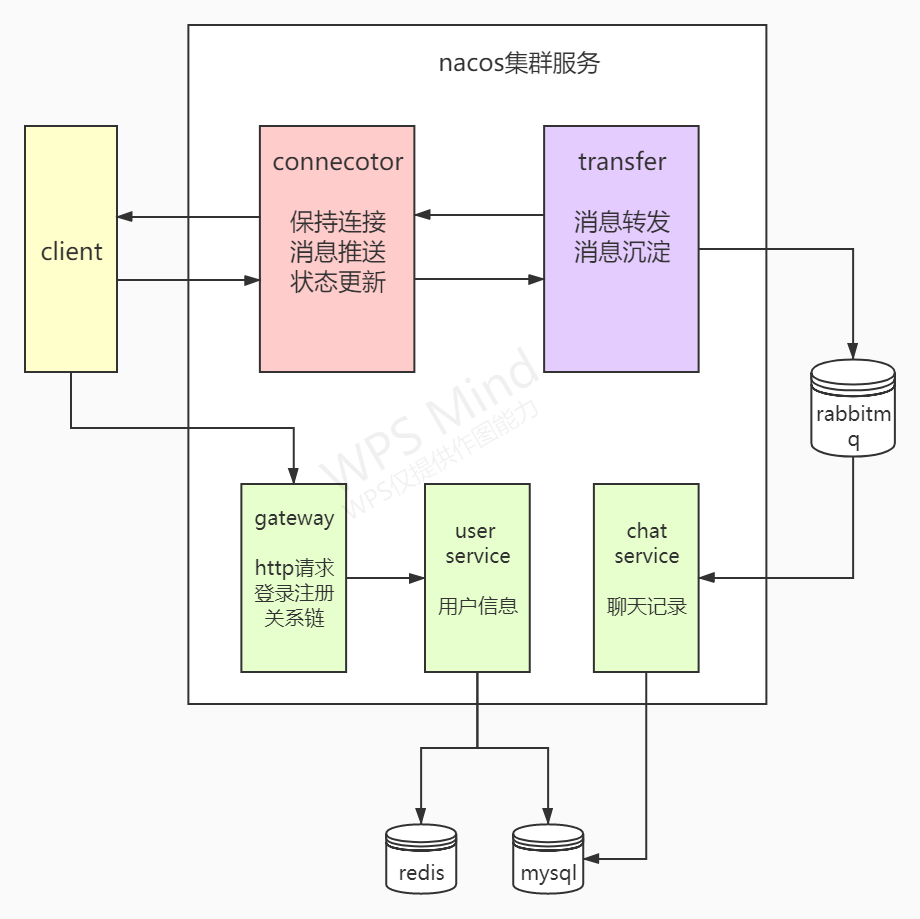 nacos集群服务
client
connecotor
保持连接
消息推送
状态更新
transfer
消息转发
消息沉淀
rabbitm
q
WPS Mind
WPS仅提供作图能力
gateway
http请求
登录注册
关系链
user
service
用户信息
chat
service
聊天记录
redis
mysql